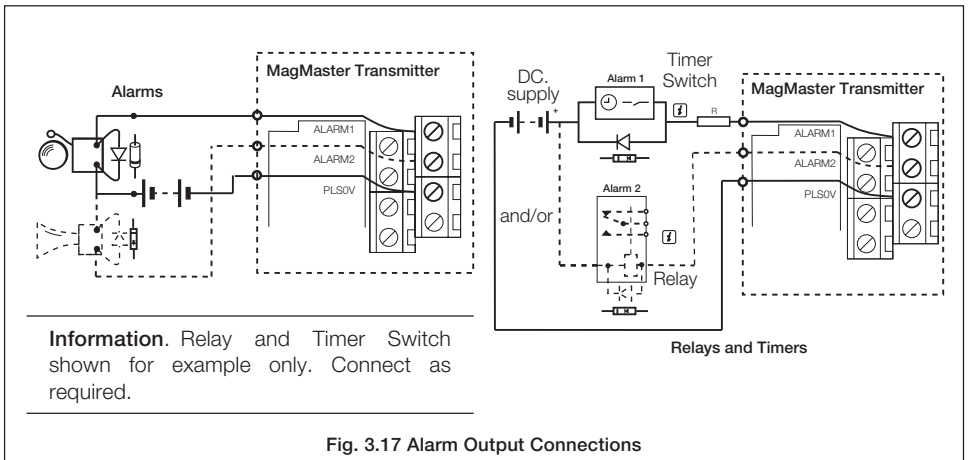 Alarms
MagMaster Transmitter
ALARM1
ALARM2
PLS0V
DC.
supply
+
Alarm 1
Timer
Switch
R
MagMaster Transmitter
ALARM1
ALARM2
PLS0V
and/or
Alarm 2
Relay
Relays and Timers
Information. Relay and Timer Switch
shown for example only. Connect as
required.
Fig. 3.17 Alarm Output Connections